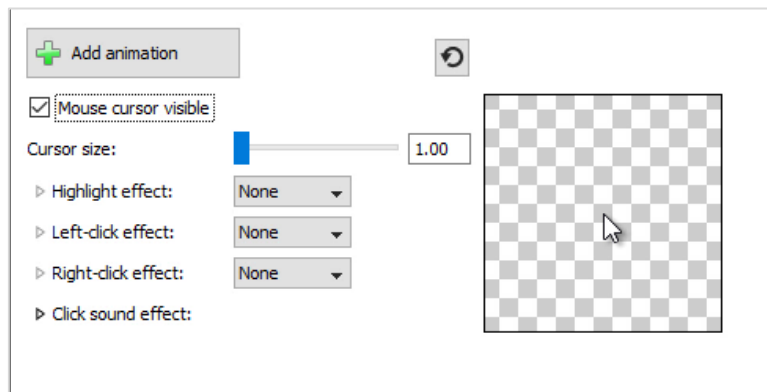 Add animation
Mouse cursor visible
Cursor size:
1.00
Highlight effect:
None
Left-click effect:
None
Right-click effect:
None
Click sound effect: